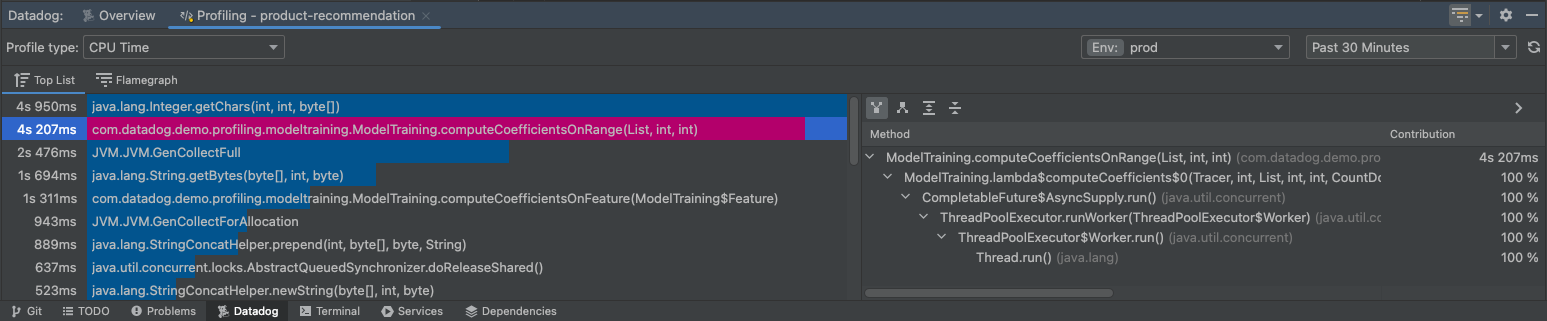 Datadog: Overview Profiling - product-recommendation
Profile type: CPU Time Env: prod Past 30 Minutes
Top List Flamegraph
4s 950ms java.lang.Integer.getChars(int, int, byte[])
4s 207ms com.datadog.demo.profiling.modeltraining.ModelTraining.computeCoefficientsOnRange(List, int, int)
2s 476ms JVM.JVM.GenCollectFull
1s 694ms java.lang.String.getBytes(byte[], int, byte)
1s 311ms com.datadog.demo.profiling.modeltraining.ModelTraining.computeCoefficientsOnFeature(ModelTraining$Feature)
943ms JVM.JVM.GenCollectForAllocation
889ms java.lang.StringConcatHelper.prepend(int, byte[], byte, String)
637ms java.util.concurrent.locks.AbstractQueuedSynchronizer.doReleaseShared()
523ms java.lang.StringConcatHelper.newString(byte[], int, byte)
Method Contribution
ModelTraining.computeCoefficientsOnRange(List, int, int) (com.datadog.demo.pro 4s 207ms
ModelTraining.lambda$computeCoefficients$0(Tracer, int, List, int, int, CountDo 100 %
CompletableFuture$AsyncSupply.run() (java.util.concurrent) 100 %
ThreadPoolExecutor.runWorker(ThreadPoolExecutor$Worker) (java.util.cc 100 %
ThreadPoolExecutor$Worker.run() (java.util.concurrent) 100 %
Thread.run() (java.lang) 100 %
Git TODO Problems Datadog Terminal Services Dependencies